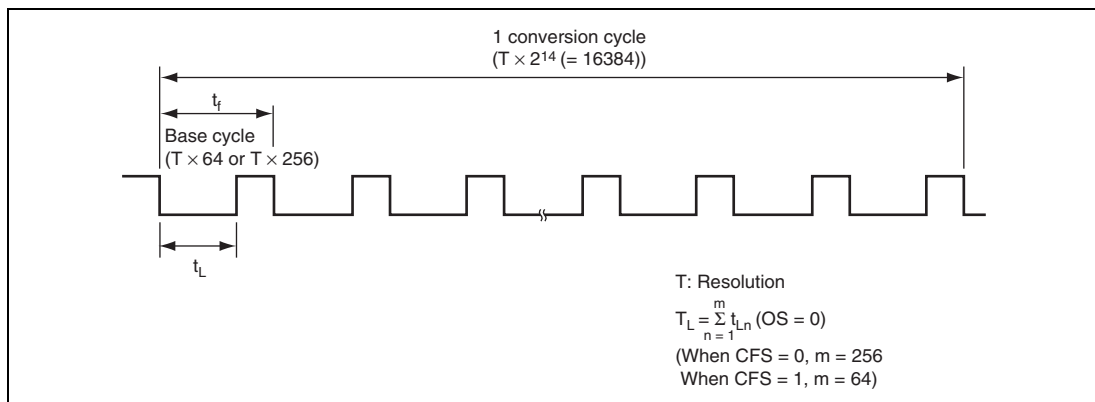 1 conversion cycle
(T × 2¹⁴ (= 16384))
t_f
Base cycle
(T × 64 or T × 256)
t_L
T: Resolution
T_L = Σ t_Ln (OS = 0)
m
n = 1
(When CFS = 0, m = 256
When CFS = 1, m = 64)